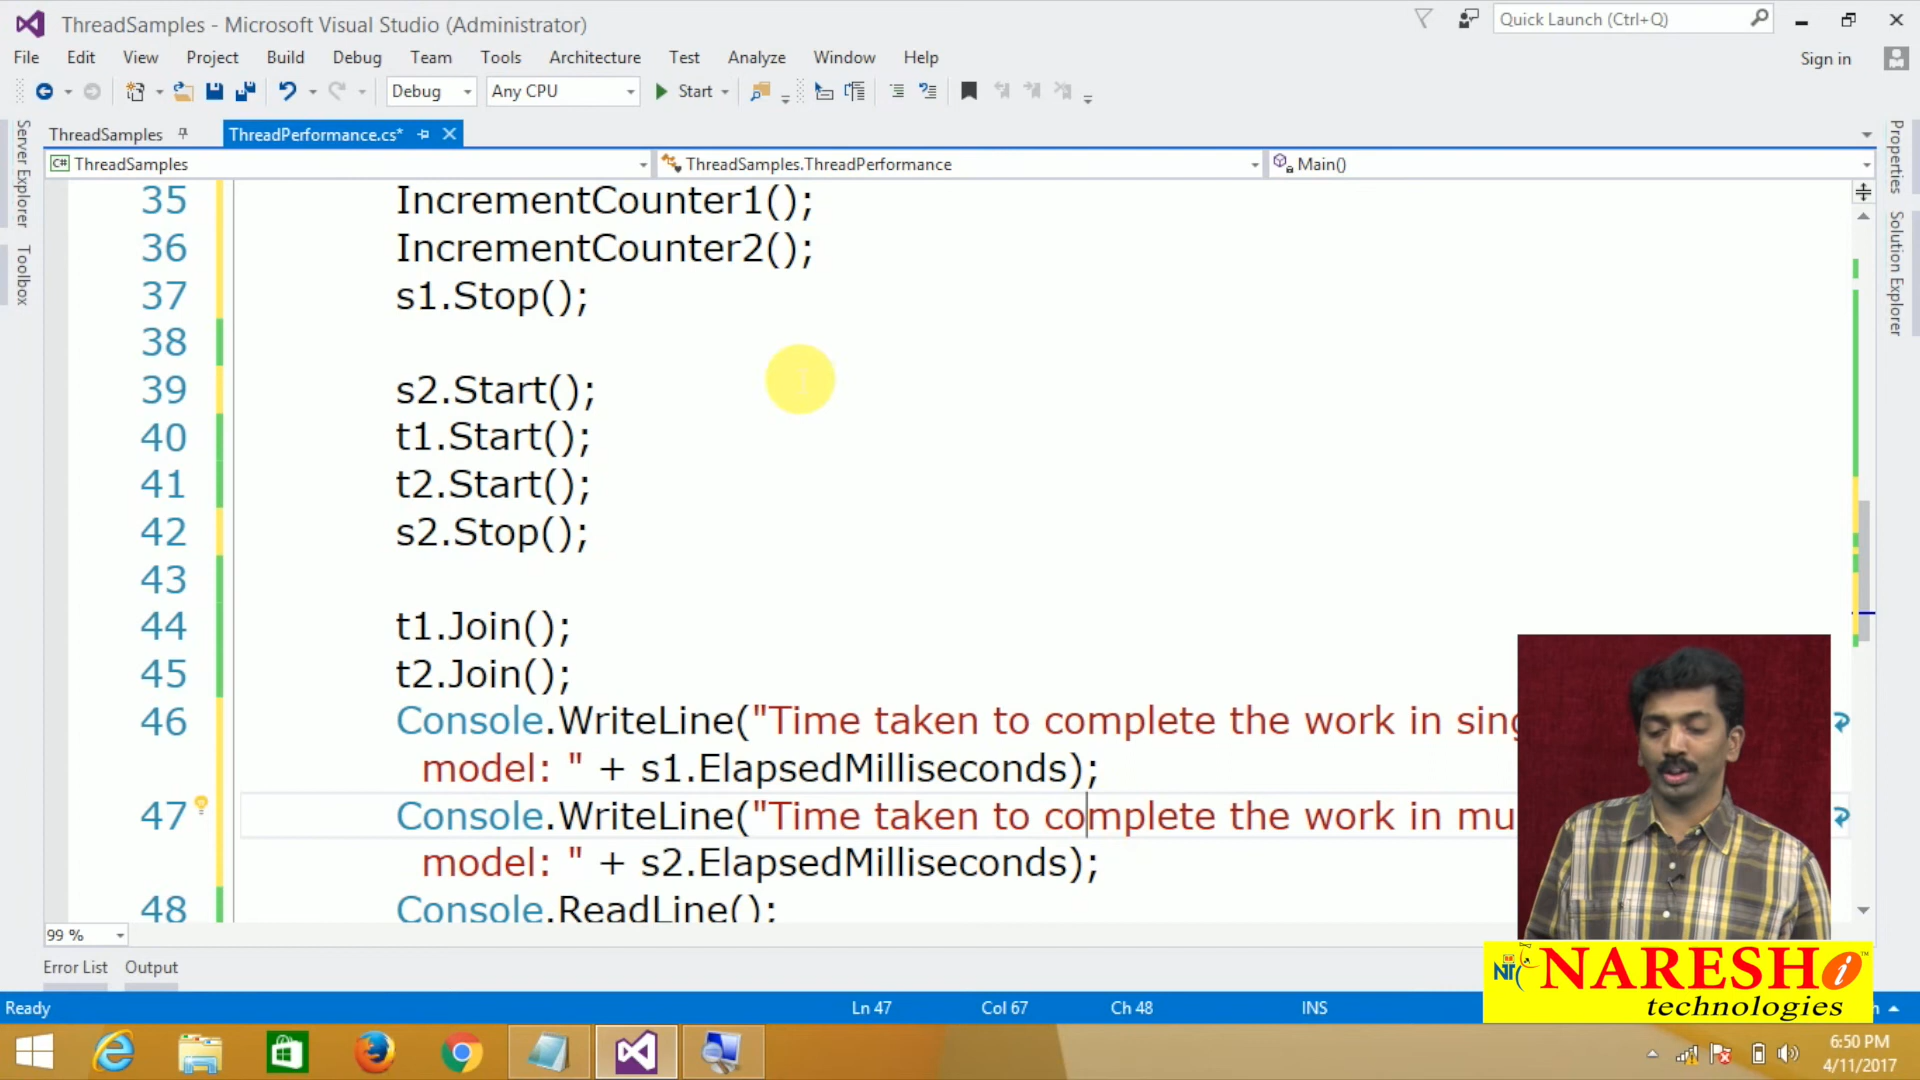 ThreadSamples - Microsoft Visual Studio (Administrator)
Quick Launch (Ctrl+Q)
File Edit View Project Build Debug Team Tools Architecture Test Analyze Window Help
Sign in
Debug Any CPU Start
Server Explorer
Toolbox
Properties
Solution Explorer
ThreadSamples ThreadPerformance.cs*
C# ThreadSamples ThreadSamples.ThreadPerformance Main()
35 IncrementCounter1();
36 IncrementCounter2();
37 s1.Stop();
38
39 s2.Start();
40 t1.Start();
41 t2.Start();
42 s2.Stop();
43
44 t1.Join();
45 t2.Join();
46 Console.WriteLine("Time taken to complete the work in sing
model: " + s1.ElapsedMilliseconds);
47 Console.WriteLine("Time taken to complete the work in mu
model: " + s2.ElapsedMilliseconds);
48 Console.ReadLine();
99 %
Error List Output
Ready Ln 47 Col 67 Ch 48 INS
NARESH i
technologies
6:50 PM
4/11/2017